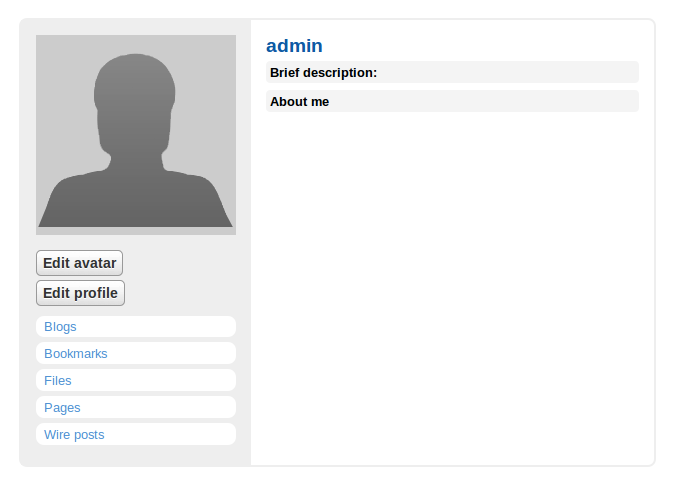 admin
Brief description:
About me
Edit avatar
Edit profile
Blogs
Bookmarks
Files
Pages
Wire posts